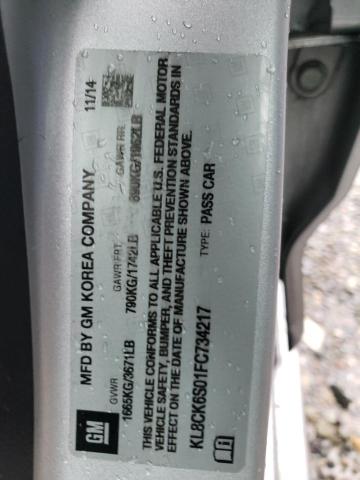 GM
MFD BY GM KOREA COMPANY 11/14
GVWR GAWR FRT. GAWR RR.
1665KG/3671LB 790KG/1742LB 890KG/1962LB
THIS VEHICLE CONFORMS TO ALL APPLICABLE U.S. FEDERAL MOTOR
VEHICLE SAFETY, BUMPER, AND THEFT PREVENTION STANDARDS IN
EFFECT ON THE DATE OF MANUFACTURE SHOWN ABOVE.
KL8CK6S01FC734217 TYPE: PASS CAR